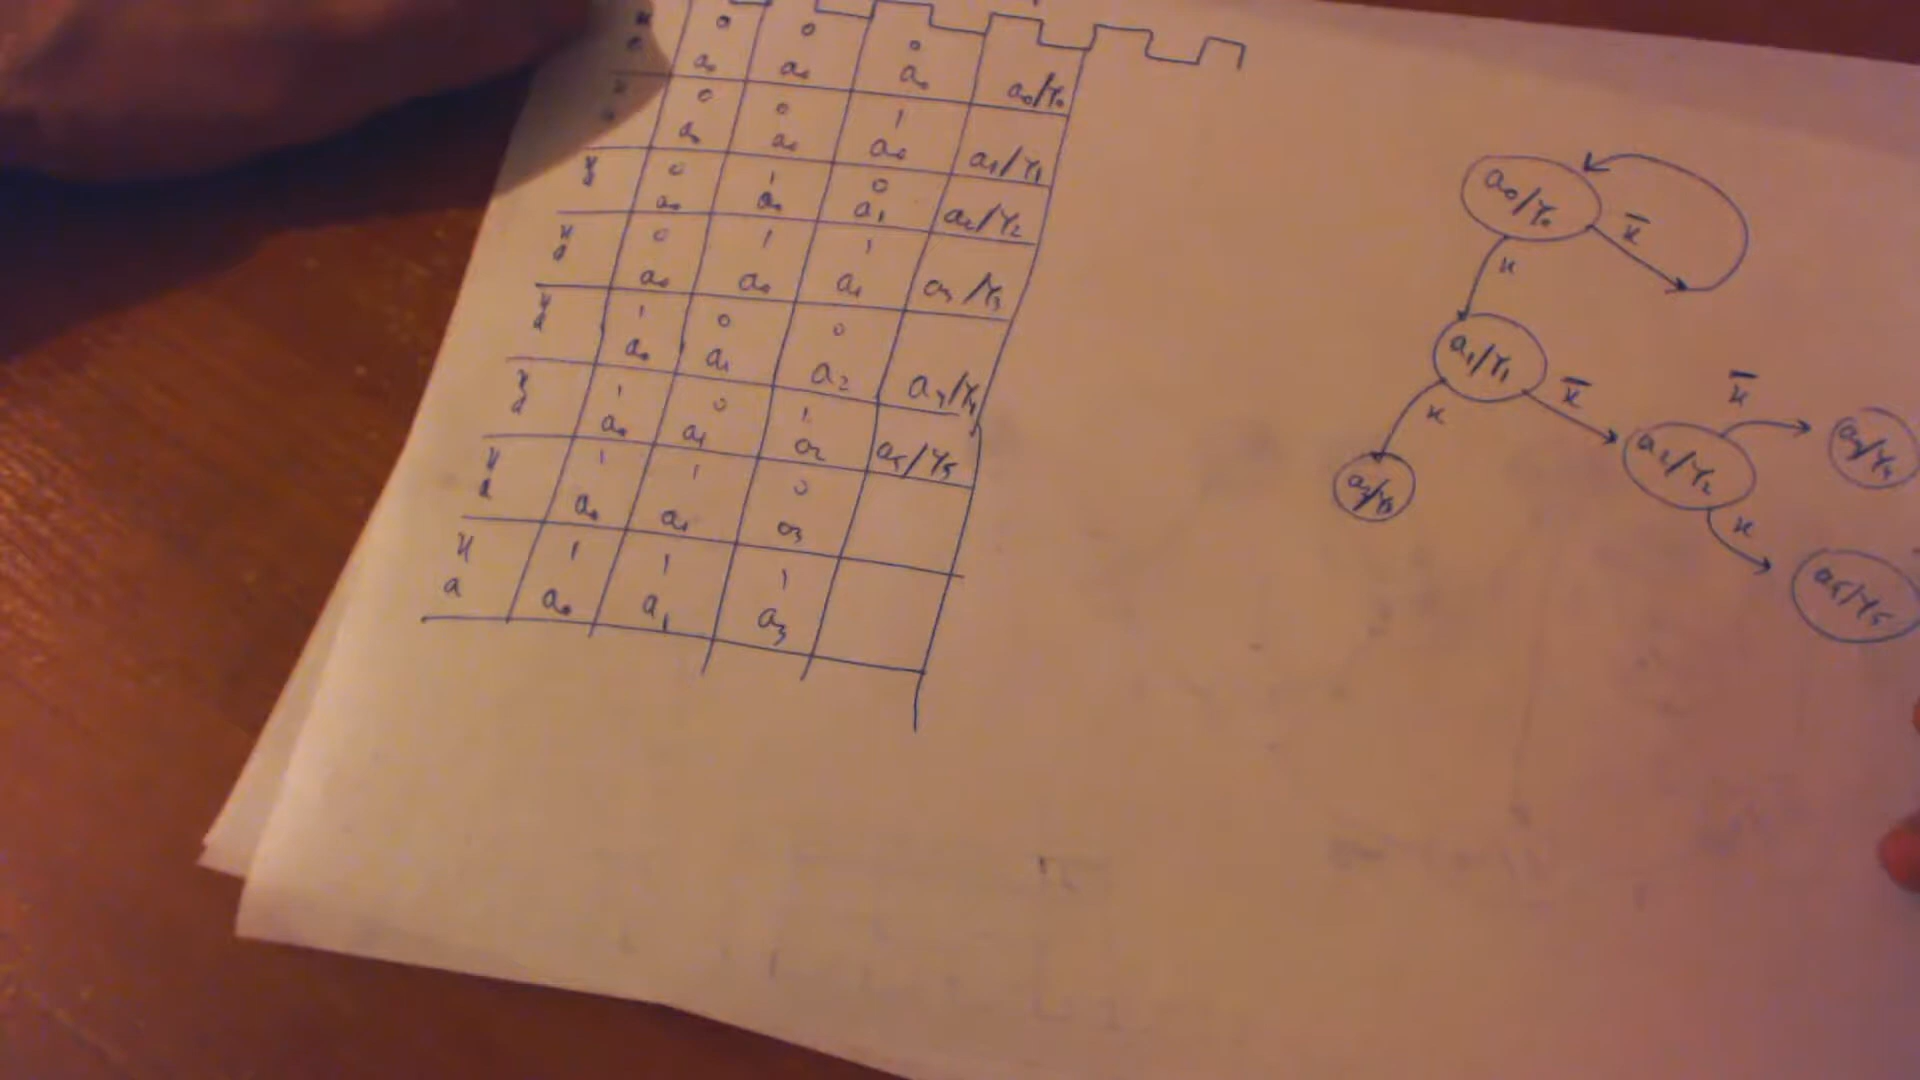 x 0 0 0
a a₀ a₀ a₀ a₀/Y₀
0 0 1
a₀ a₀ a₀ a₁/Y₁
x 0 1 0
a a₀ a₀ a₁ a₂/Y₂
x 0 1 1
a a₀ a₀ a₁ a₃/Y₃
x 1 0 0
a a₀ a₁ a₂ a₄/Y₄
x 1 0 1
a a₀ a₁ a₂ a₅/Y₅
x 1 1 0
a a₀ a₁ a₃
x 1 1 1
a a₀ a₁ a₃
a₀/Y₀
x̅
x
a₁/Y₁
x̅
x
x̅
a₂/Y₂
a₄/Y₄
a₃/Y₃
x
a₅/Y₅